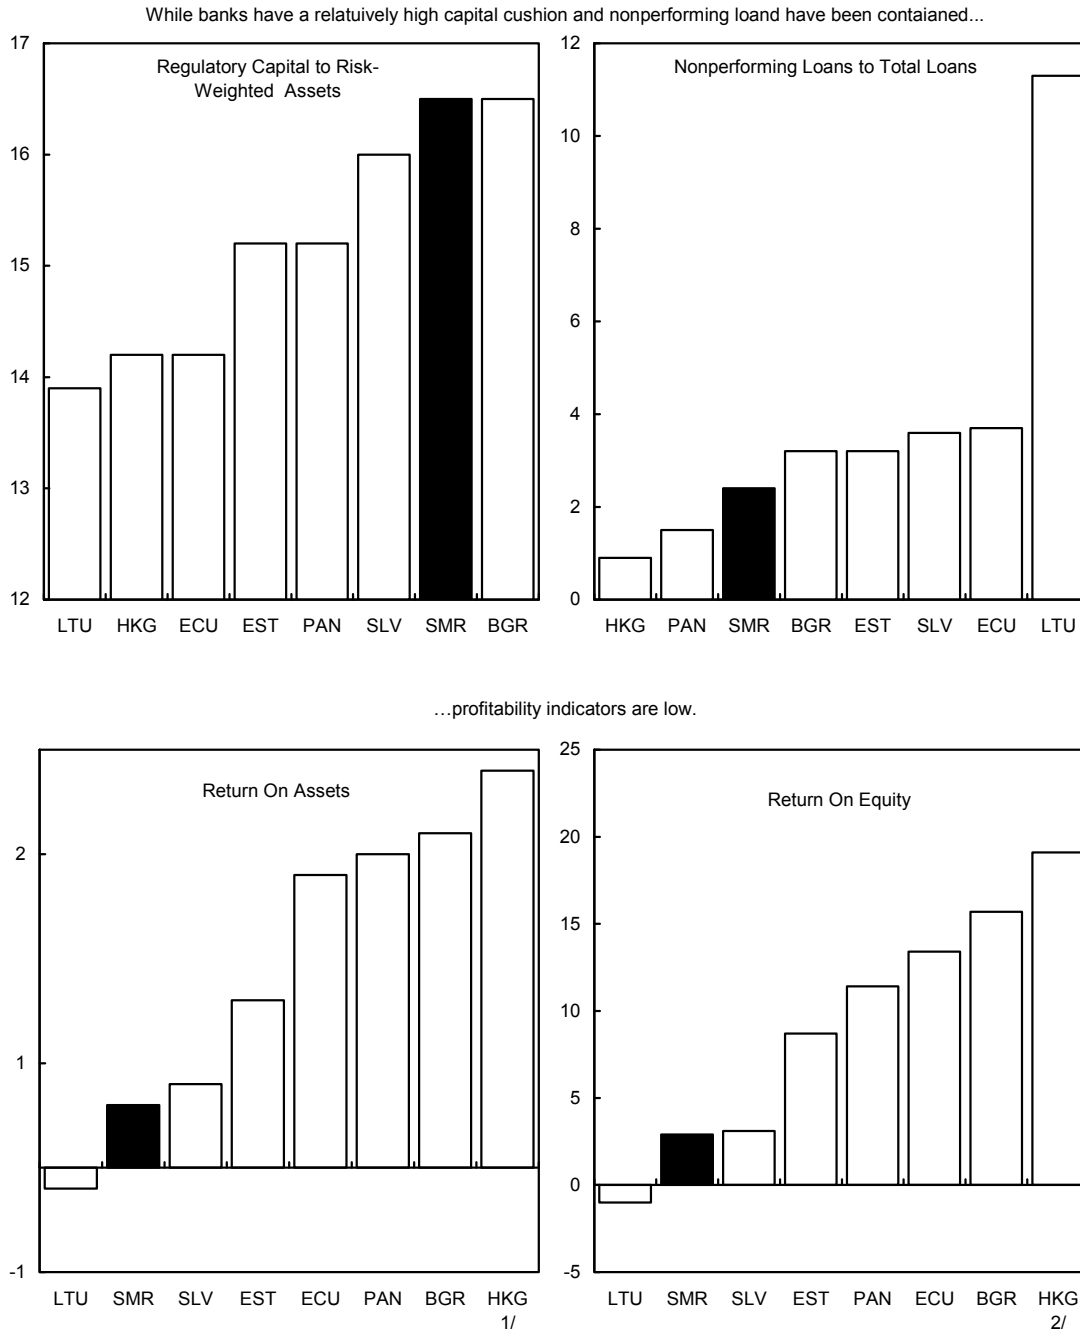 While banks have a relatuively high capital cushion and nonperforming loand have been contaianed...
Regulatory Capital to Risk-
Weighted Assets
17
16
15
14
13
12
LTU HKG ECU EST PAN SLV SMR BGR
Nonperforming Loans to Total Loans
12
10
8
6
4
2
0
HKG PAN SMR BGR EST SLV ECU LTU
…profitability indicators are low.
Return On Assets
2
1
-1
LTU SMR SLV EST ECU PAN BGR HKG
1/
Return On Equity
25
20
15
10
5
0
-5
LTU SMR SLV EST PAN ECU BGR HKG
2/